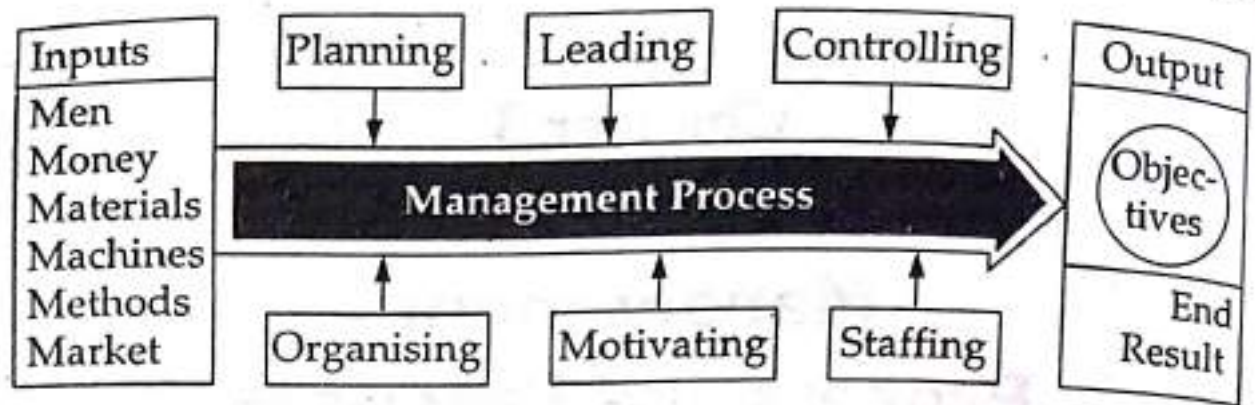 Inputs
Men
Money
Materials
Machines
Methods
Market
Planning
Leading
Controlling
Management Process
Organising
Motivating
Staffing
Output
Objec-
tives
End
Result